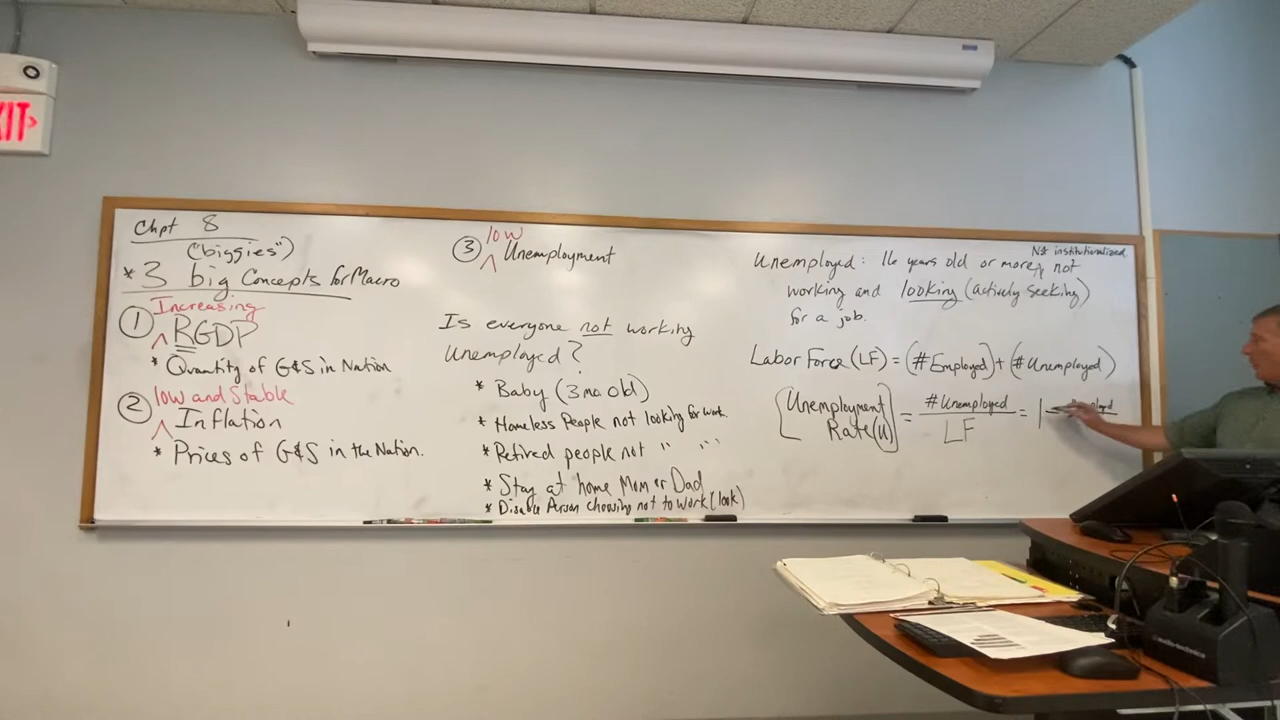 EXIT
Chpt 8
("biggies")
* 3 big Concepts for Macro
Increasing
① ^ RGDP
* Quantity of G&S in Nation
low and Stable
② ^ Inflation
* Prices of G&S in the Nation.
low
③ ^ Unemployment
Is everyone not working
Unemployed?
* Baby (3 mo. old)
* Homeless People not looking for work.
* Retired people not " " "
* Stay at home Mom or Dad
* Disable Person choosing not to work (look)
Not institutionalized
Unemployed: 16 years old or more, ^ not
working and looking (actively seeking)
for a job.
Labor Force (LF) = (# Employed) + (# Unemployed)
[Unemployment Rate (U)] = # Unemployed / LF =